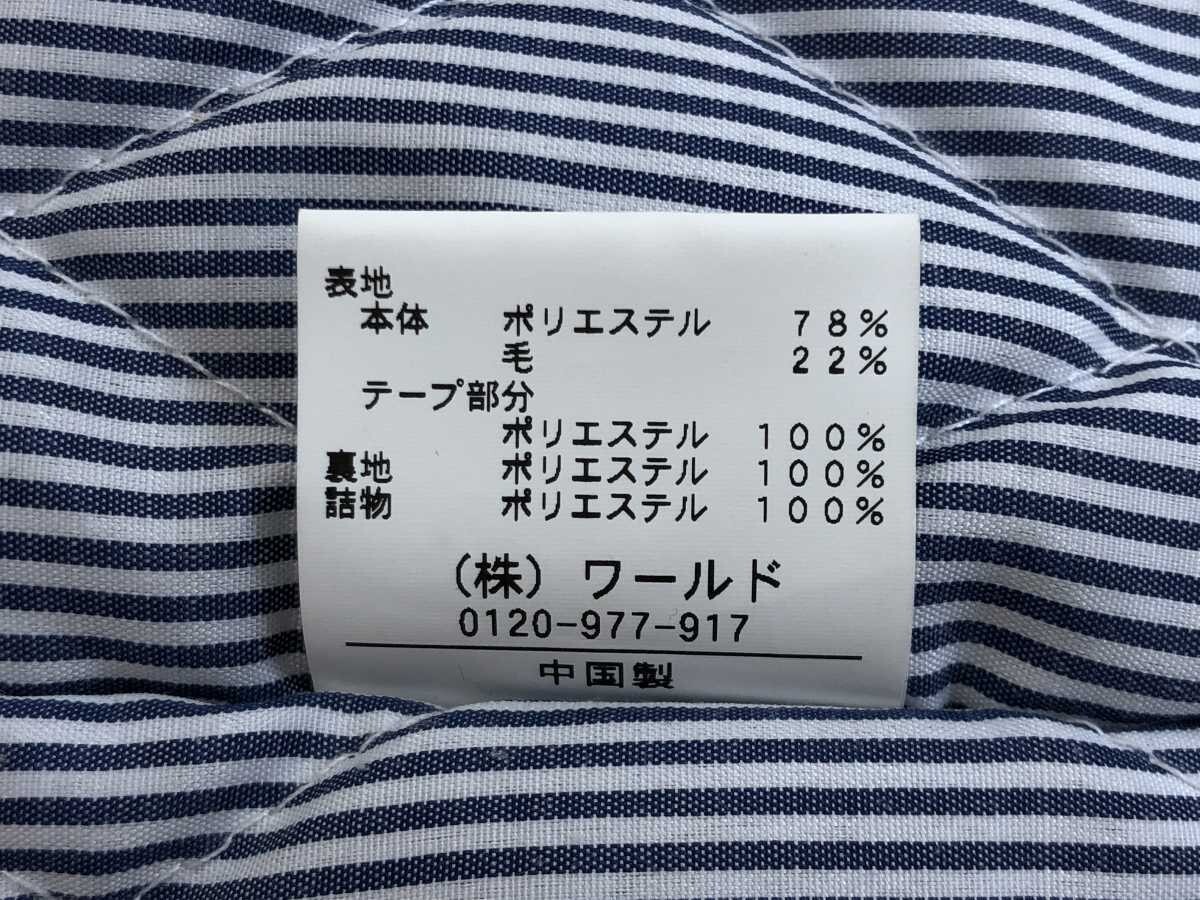 表地
本体 ポリエステル 78%
毛 22%
テープ部分
ポリエステル 100%
裏地 ポリエステル 100%
詰物 ポリエステル 100%
(株) ワールド
0120-977-917
中国製